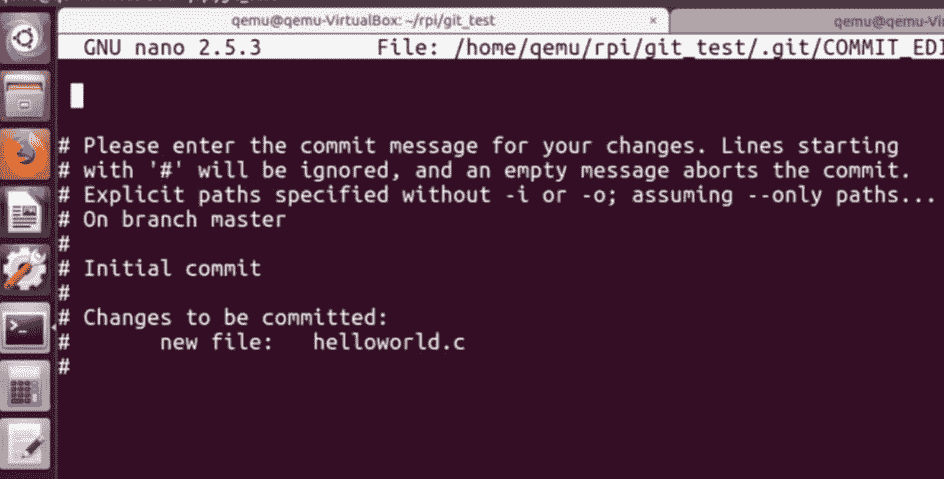 qemu@qemu-VirtualBox: ~/rpi/git_test × qemu@qemu-Vi
GNU nano 2.5.3 File: /home/qemu/rpi/git_test/.git/COMMIT_EDI
# Please enter the commit message for your changes. Lines starting
# with '#' will be ignored, and an empty message aborts the commit.
# Explicit paths specified without -i or -o; assuming --only paths...
# On branch master
#
# Initial commit
#
# Changes to be committed:
# new file: helloworld.c
#